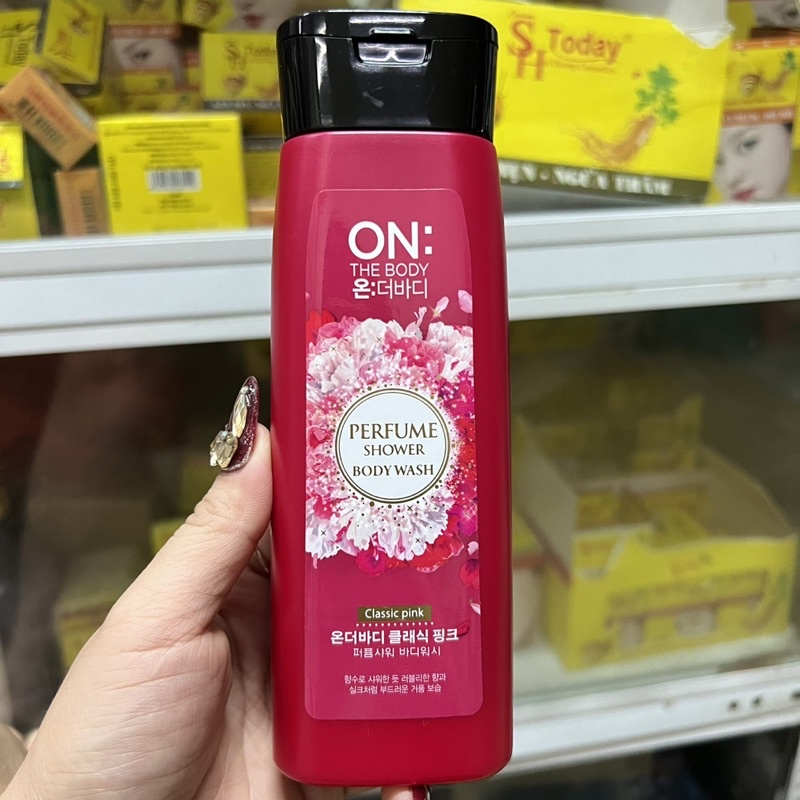 SH Today
ON:
THE BODY
온:더바디
PERFUME
SHOWER
BODY WASH
Classic pink
온더바디 클래식 핑크
퍼퓸샤워 바디워시
향수로 샤워한 듯 러블리한 향과
실크처럼 부드러운 거품 보습